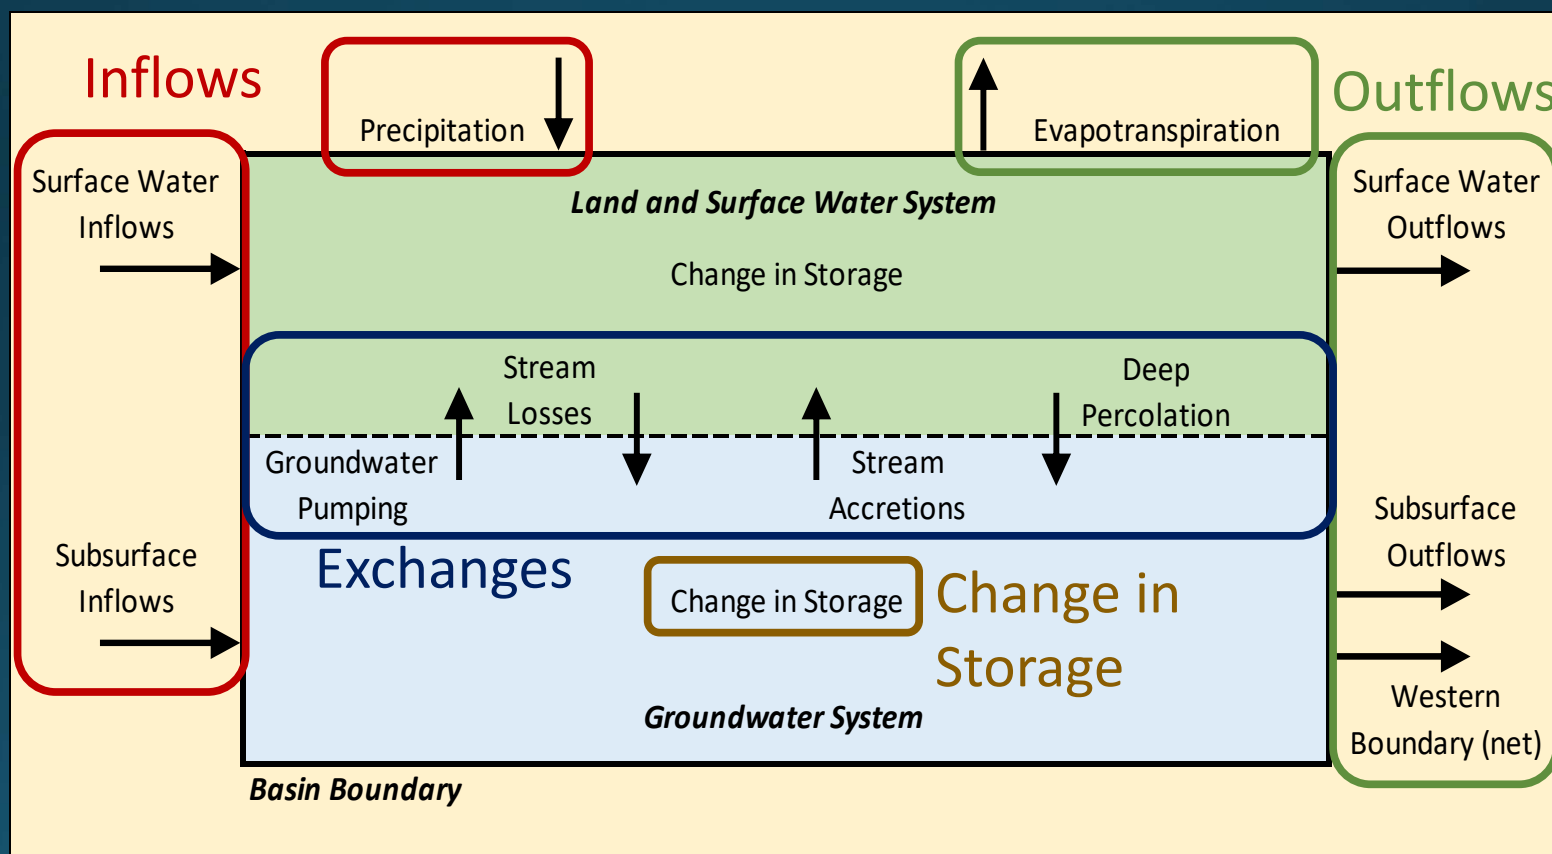 Inflows
Precipitation
Evapotranspiration
Outflows
Surface Water
Inflows
Land and Surface Water System
Change in Storage
Surface Water
Outflows
Stream
Losses
Deep
Percolation
Groundwater
Pumping
Stream
Accretions
Subsurface
Inflows
Exchanges
Change in Storage
Change in
Storage
Subsurface
Outflows
Groundwater System
Western
Boundary (net)
Basin Boundary